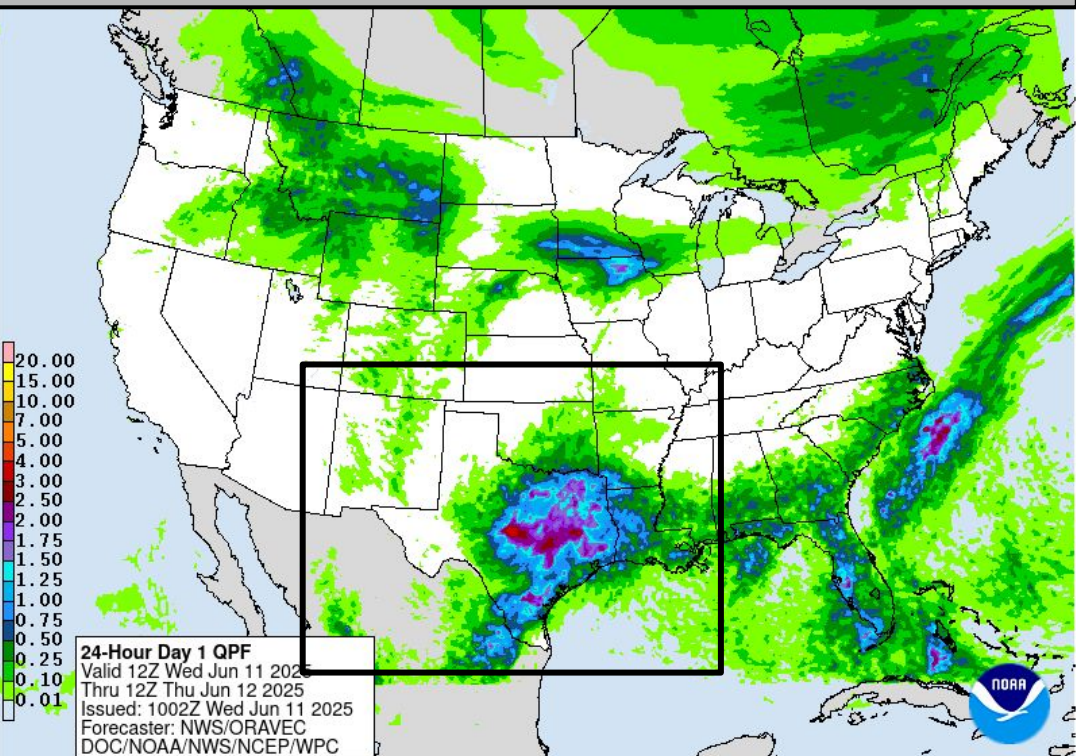 20.00
15.00
10.00
7.00
5.00
4.00
3.00
2.50
2.00
1.75
1.50
1.25
1.00
0.75
0.50
0.25
0.10
0.01
24-Hour Day 1 QPF
Valid 12Z Wed Jun 11 2025
Thru 12Z Thu Jun 12 2025
Issued: 1002Z Wed Jun 11 2025
Forecaster: NWS/ORAVEC
DOC/NOAA/NWS/NCEP/WPC
NOAA